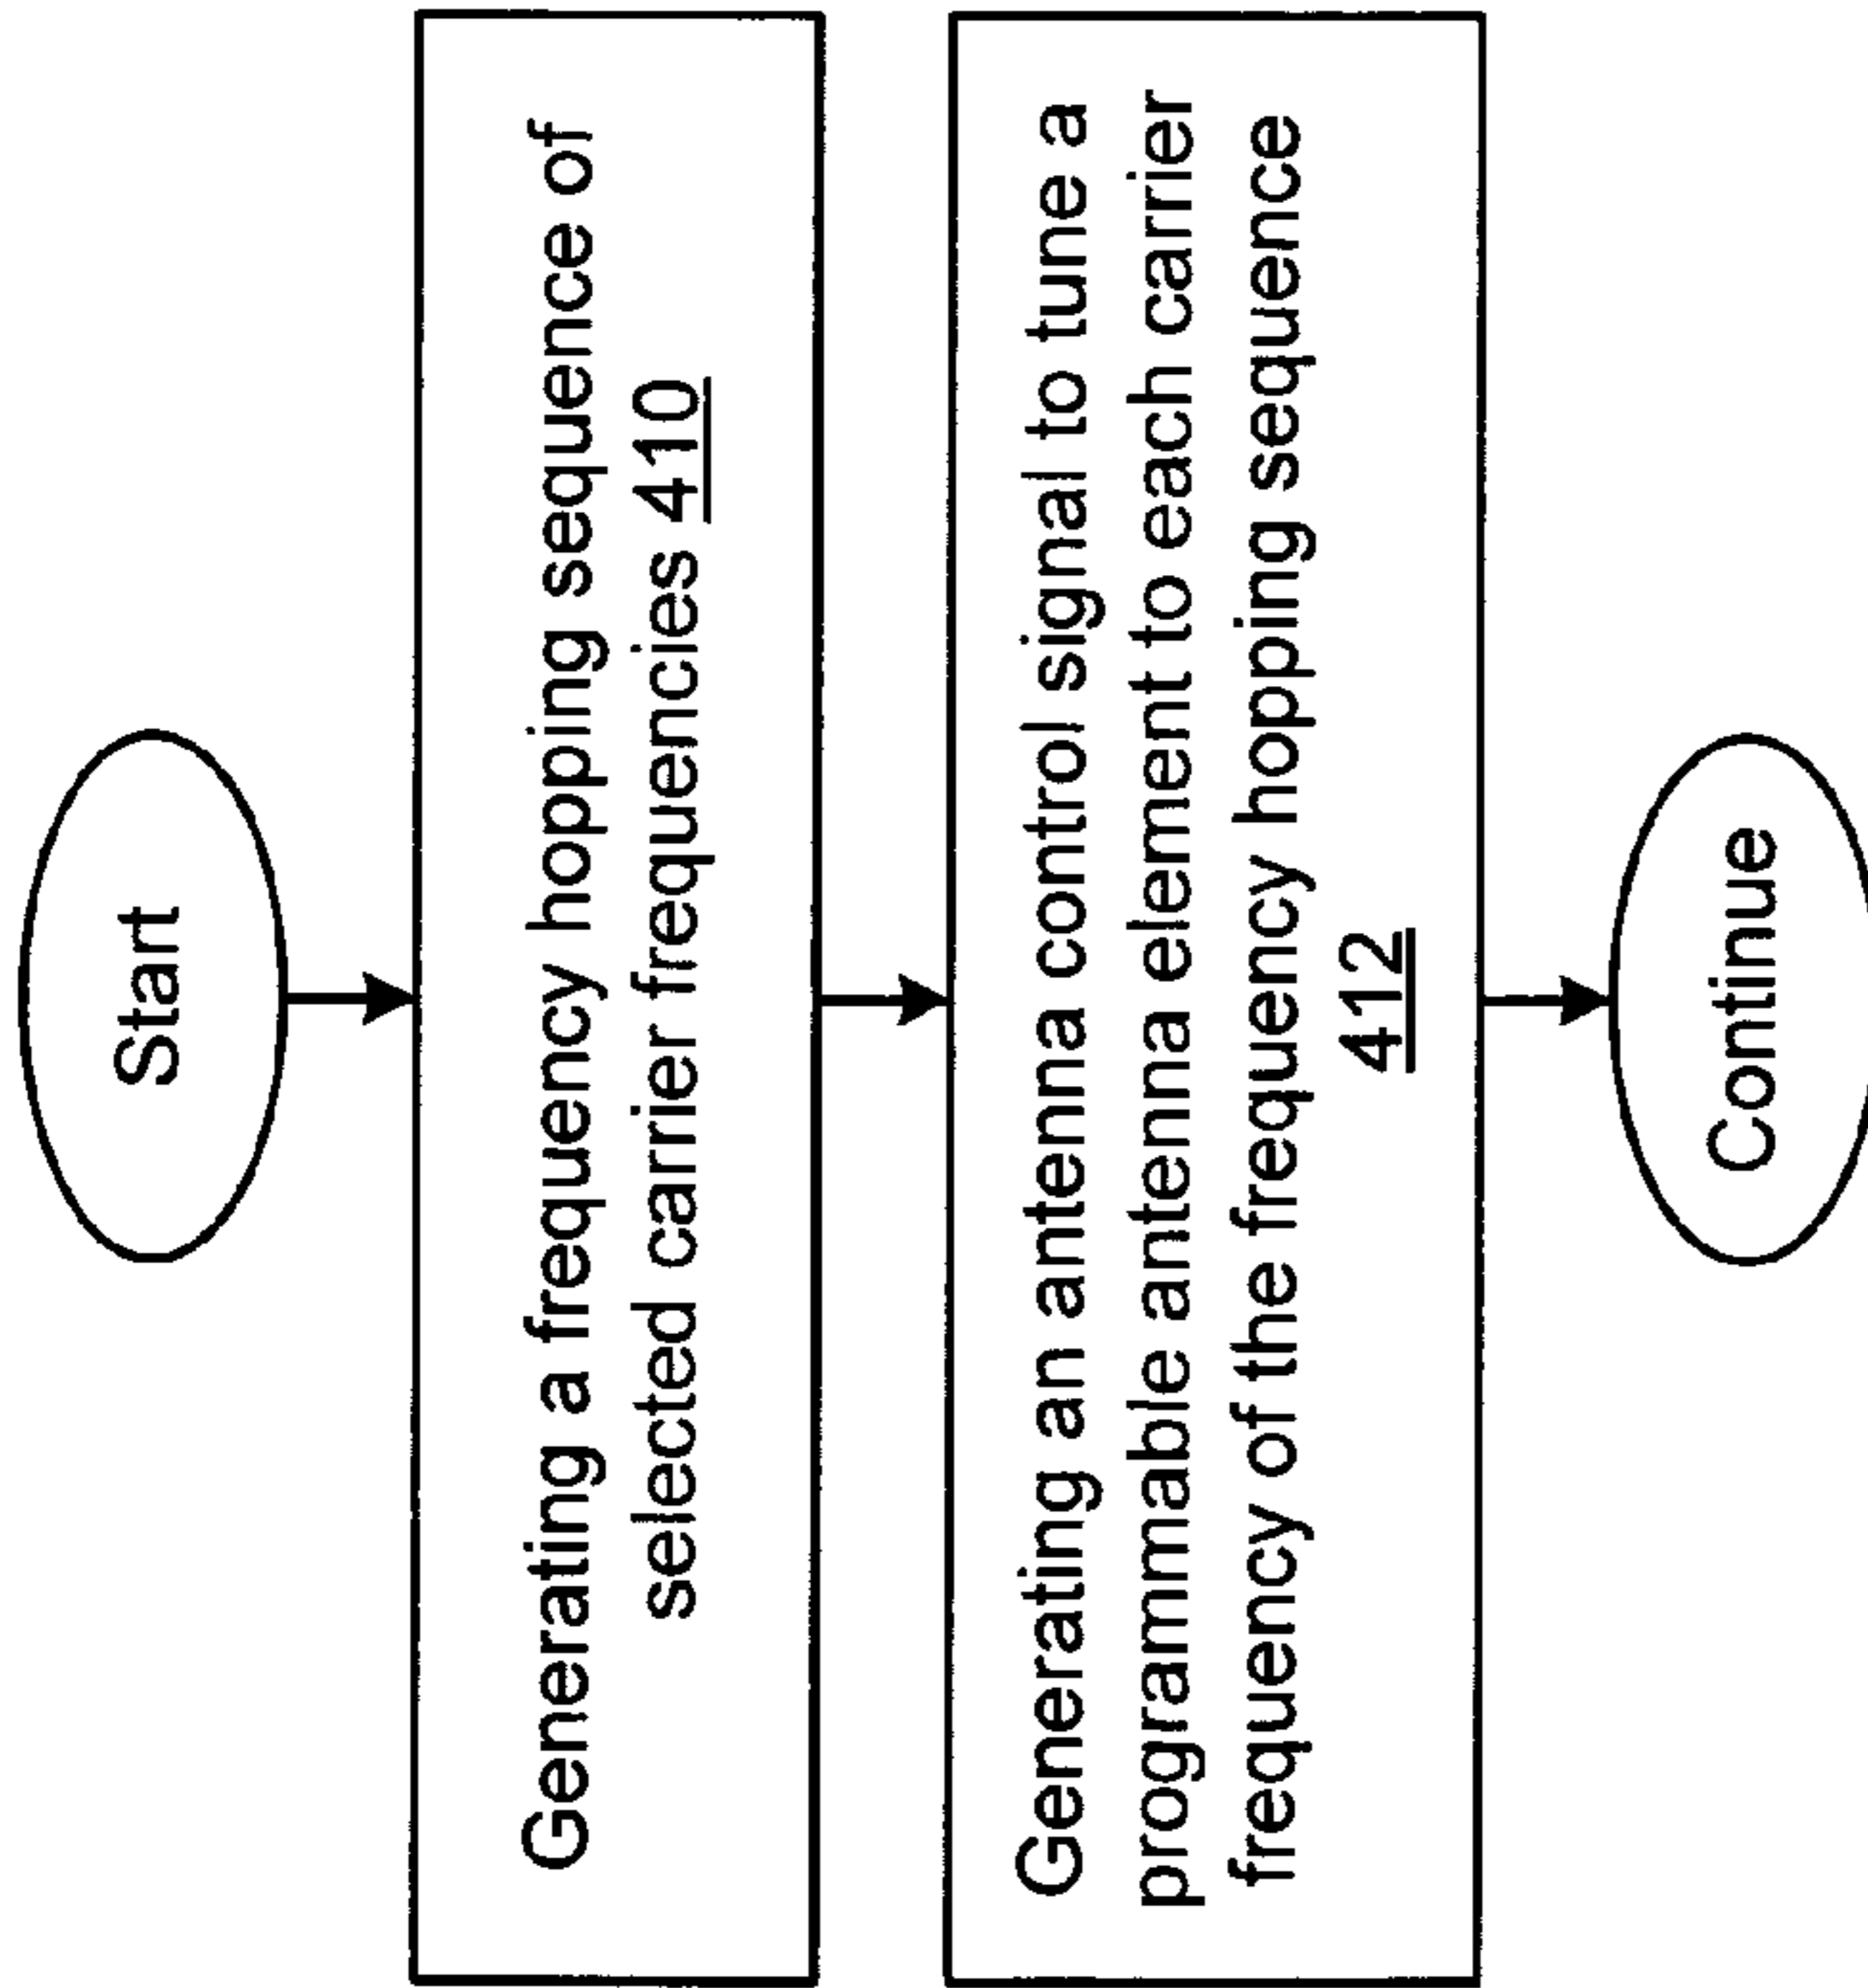 Start
Generating a frequency hopping sequence of
selected carrier frequencies 410
Generating an antenna control signal to tune a
programmable antenna element to each carrier
frequency of the frequency hopping sequence
412
Continue